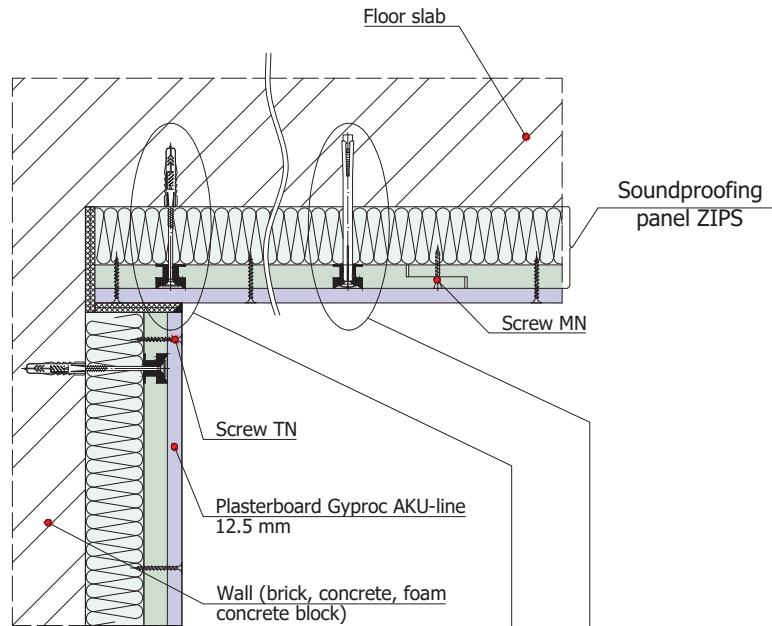 Floor slab
Soundproofing
panel ZIPS
Screw MN
Screw TN
Plasterboard Gyproc AKU-line
12.5 mm
Wall (brick, concrete, foam
concrete block)